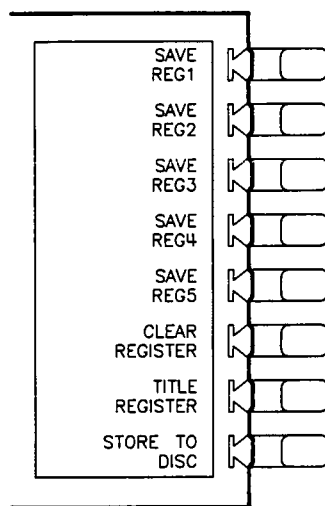 SAVE
REG1
SAVE
REG2
SAVE
REG3
SAVE
REG4
SAVE
REG5
CLEAR
REGISTER
TITLE
REGISTER
STORE TO
DISC